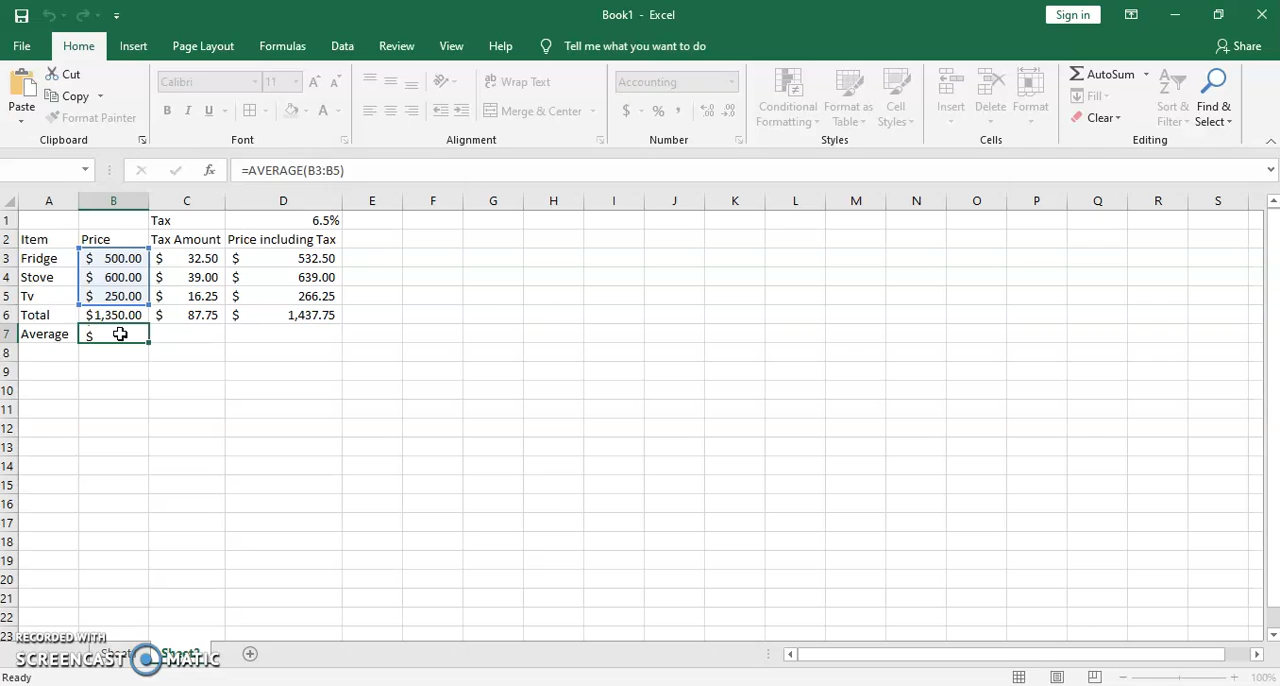 Book1 - Excel
Sign in
File Home Insert Page Layout Formulas Data Review View Help Tell me what you want to do Share
Paste
Cut
Copy
Format Painter
Clipboard
Calibri 11
B I U
Font
Wrap Text
Merge & Center
Alignment
Accounting
$ % ,
Number
Conditional Formatting
Format as Table
Cell Styles
Styles
Insert
Delete
Format
Cells
AutoSum
Fill
Clear
Sort & Filter
Find & Select
Editing
fx =AVERAGE(B3:B5)
A B C D E F G H I J K L M N O P Q R S
1 Tax 6.5%
2 Item Price Tax Amount Price including Tax
3 Fridge $ 500.00 $ 32.50 $ 532.50
4 Stove $ 600.00 $ 39.00 $ 639.00
5 Tv $ 250.00 $ 16.25 $ 266.25
6 Total $1,350.00 $ 87.75 $ 1,437.75
7 Average $
8
9
10
11
12
13
14
15
16
17
18
19
20
21
22
23
RECORDED WITH
SCREENCAST MATIC
Ready
100%